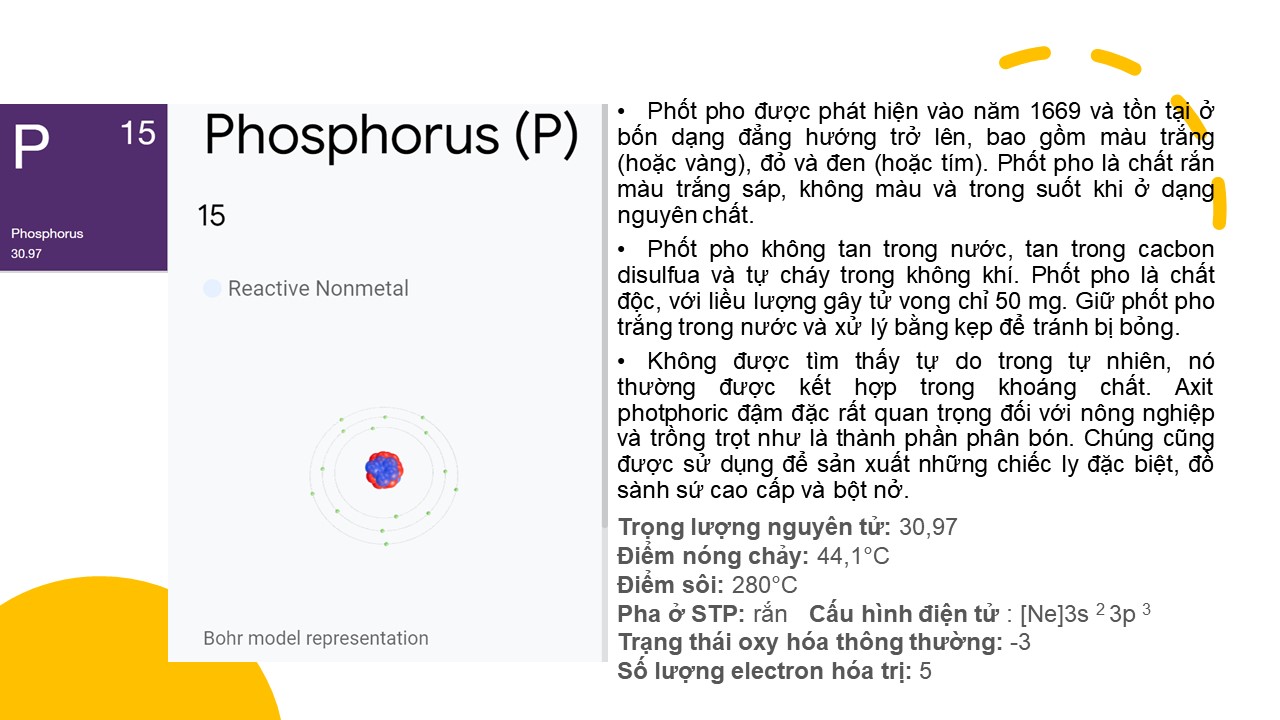 P 15
Phosphorus
30.97
Phosphorus (P)
15
Reactive Nonmetal
Bohr model representation
• Phốt pho được phát hiện vào năm 1669 và tồn tại ở
bốn dạng đẳng hướng trở lên, bao gồm màu trắng
(hoặc vàng), đỏ và đen (hoặc tím). Phốt pho là chất rắn
màu trắng sáp, không màu và trong suốt khi ở dạng
nguyên chất.
• Phốt pho không tan trong nước, tan trong cacbon
disulfua và tự cháy trong không khí. Phốt pho là chất
độc, với liều lượng gây tử vong chỉ 50 mg. Giữ phốt pho
trắng trong nước và xử lý bằng kẹp để tránh bị bỏng.
• Không được tìm thấy tự do trong tự nhiên, nó
thường được kết hợp trong khoáng chất. Axit
photphoric đậm đặc rất quan trọng đối với nông nghiệp
và trồng trọt như là thành phần phân bón. Chúng cũng
được sử dụng để sản xuất những chiếc ly đặc biệt, đồ
sành sứ cao cấp và bột nở.
Trọng lượng nguyên tử: 30,97
Điểm nóng chảy: 44,1°C
Điểm sôi: 280°C
Pha ở STP: rắn Cấu hình điện tử : [Ne]3s ² 3p ³
Trạng thái oxy hóa thông thường: -3
Số lượng electron hóa trị: 5